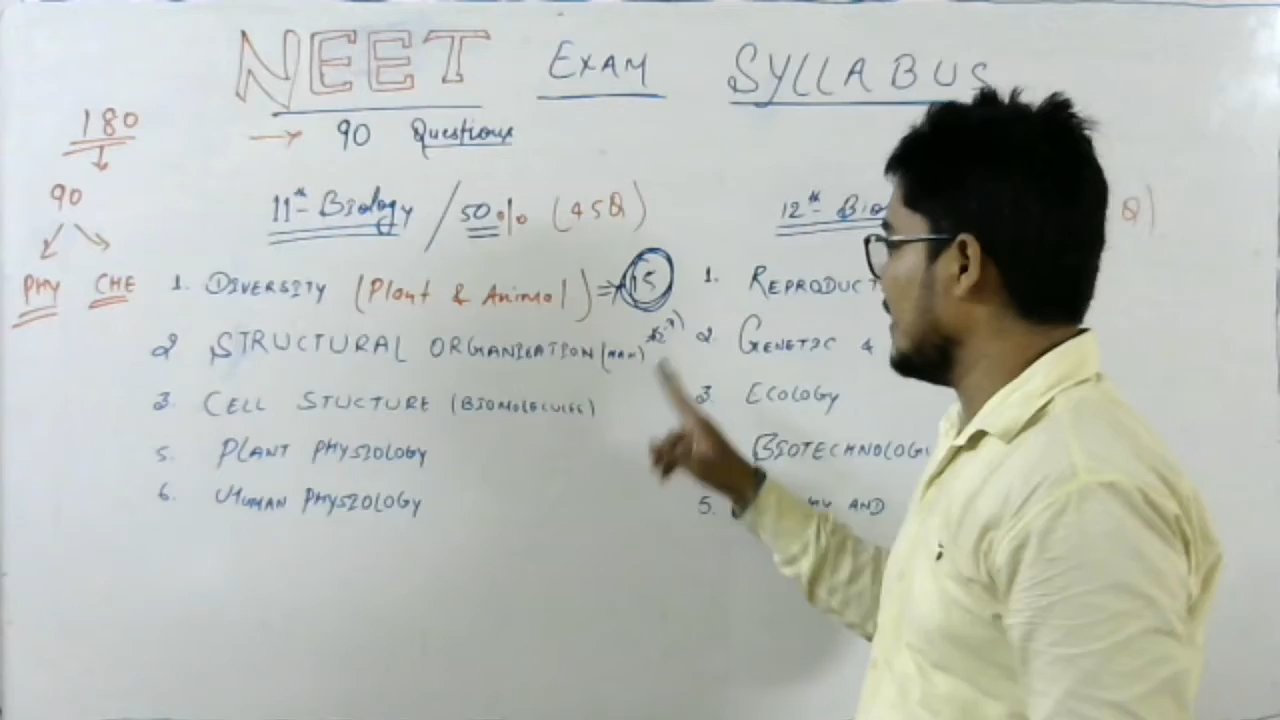 NEET EXAM SYLLABUS
→ 90 Questions
180
90
PHY CHE
11th Biology / 50% (45Q)
1. DIVERSITY (Plant & Animal) ⇒ 15
2 STRUCTURAL ORGANISATION
3. CELL STUCTURE (BIOMOLECULES)
5. PLANT PHYSIOLOGY
6. HUMAN PHYSIOLOGY
12th Bio Q)
1. REPRODUCT
2. GENETIC &
3. ECOLOGY
BIOTECHNOLOG
5. AND